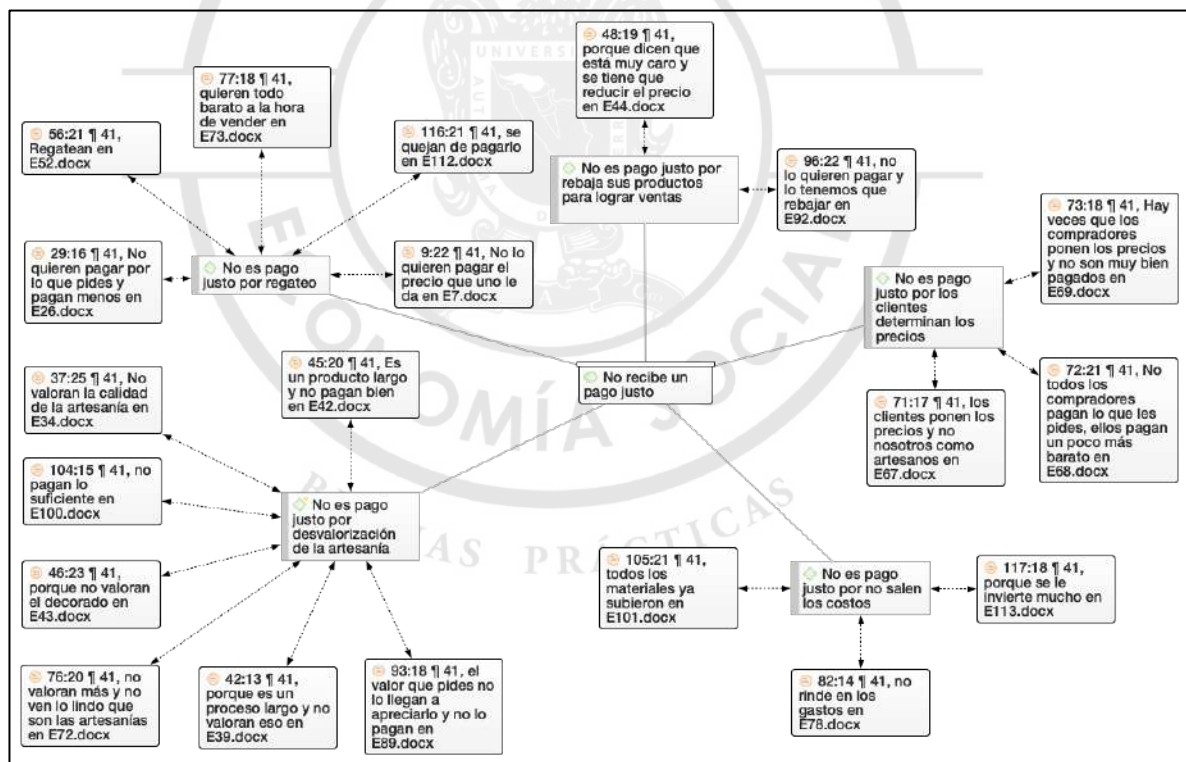 48:19 ¶ 41,
porque dicen que
está muy caro y
se tiene que
reducir el precio
en E44.docx
77:18 ¶ 41,
quieren todo
barato a la hora
de vender en
E73.docx
56:21 ¶ 41,
Regatean en
E52.docx
116:21 ¶ 41, se
quejan de pagarlo
en E112.docx
No es pago justo por
rebaja sus productos
para lograr ventas
96:22 ¶ 41, no
lo quieren pagar y
lo tenemos que
rebajar en
E92.docx
73:18 ¶ 41, Hay
veces que los
compradores
ponen los precios
y no son muy bien
pagados en
E69.docx
29:16 ¶ 41, No
quieren pagar por
lo que pides y
pagan menos en
E26.docx
No es pago
justo por regateo
9:22 ¶ 41, No lo
quieren pagar el
precio que uno le
da en E7.docx
No es pago
justo por los
clientes
determinan los
precios
45:20 ¶ 41, Es
un producto largo
y no pagan bien
en E42.docx
No recibe un
pago justo
37:25 ¶ 41, No
valoran la calidad
de la artesanía en
E34.docx
71:17 ¶ 41, los
clientes ponen los
precios y no
nosotros como
artesanos en
E67.docx
72:21 ¶ 41, No
todos los
compradores
pagan lo que les
pides, ellos pagan
un poco más
barato en
E68.docx
104:15 ¶ 41, no
pagan lo
suficiente en
E100.docx
No es pago
justo por
desvalorización
de la artesanía
46:23 ¶ 41,
porque no valoran
el decorado en
E43.docx
105:21 ¶ 41,
todos los
materiales ya
subieron en
E101.docx
No es pago
justo por no salen
los costos
117:18 ¶ 41,
porque se le
invierte mucho en
E113.docx
76:20 ¶ 41, no
valoran más y no
ven lo lindo que
son las artesanías
en E72.docx
42:13 ¶ 41,
porque es un
proceso largo y no
valoran eso en
E39.docx
93:18 ¶ 41, el
valor que pides no
lo llegan a
apreciarlo y no lo
pagan en
E89.docx
82:14 ¶ 41, no
rinde en los
gastos en
E78.docx
SOCIAL
PRÁCTICAS